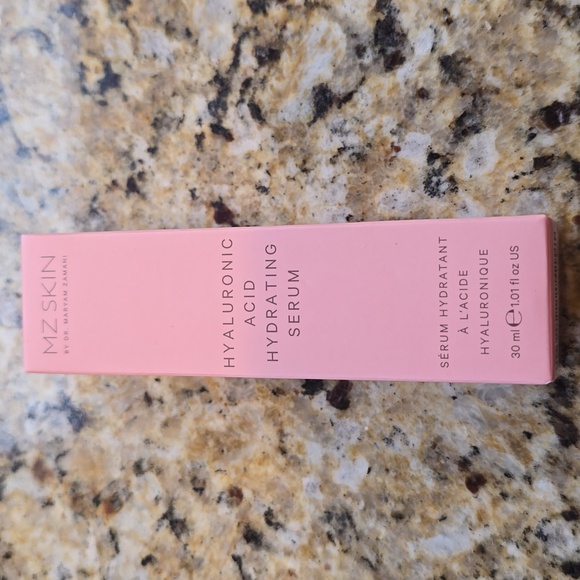 MZ SKIN
BY DR. MARYAM ZAMANI
HYALURONIC
ACID
HYDRATING
SERUM
SÉRUM HYDRATANT
À L'ACIDE
HYALURONIQUE
30 ml ℮ 1.01 fl oz US